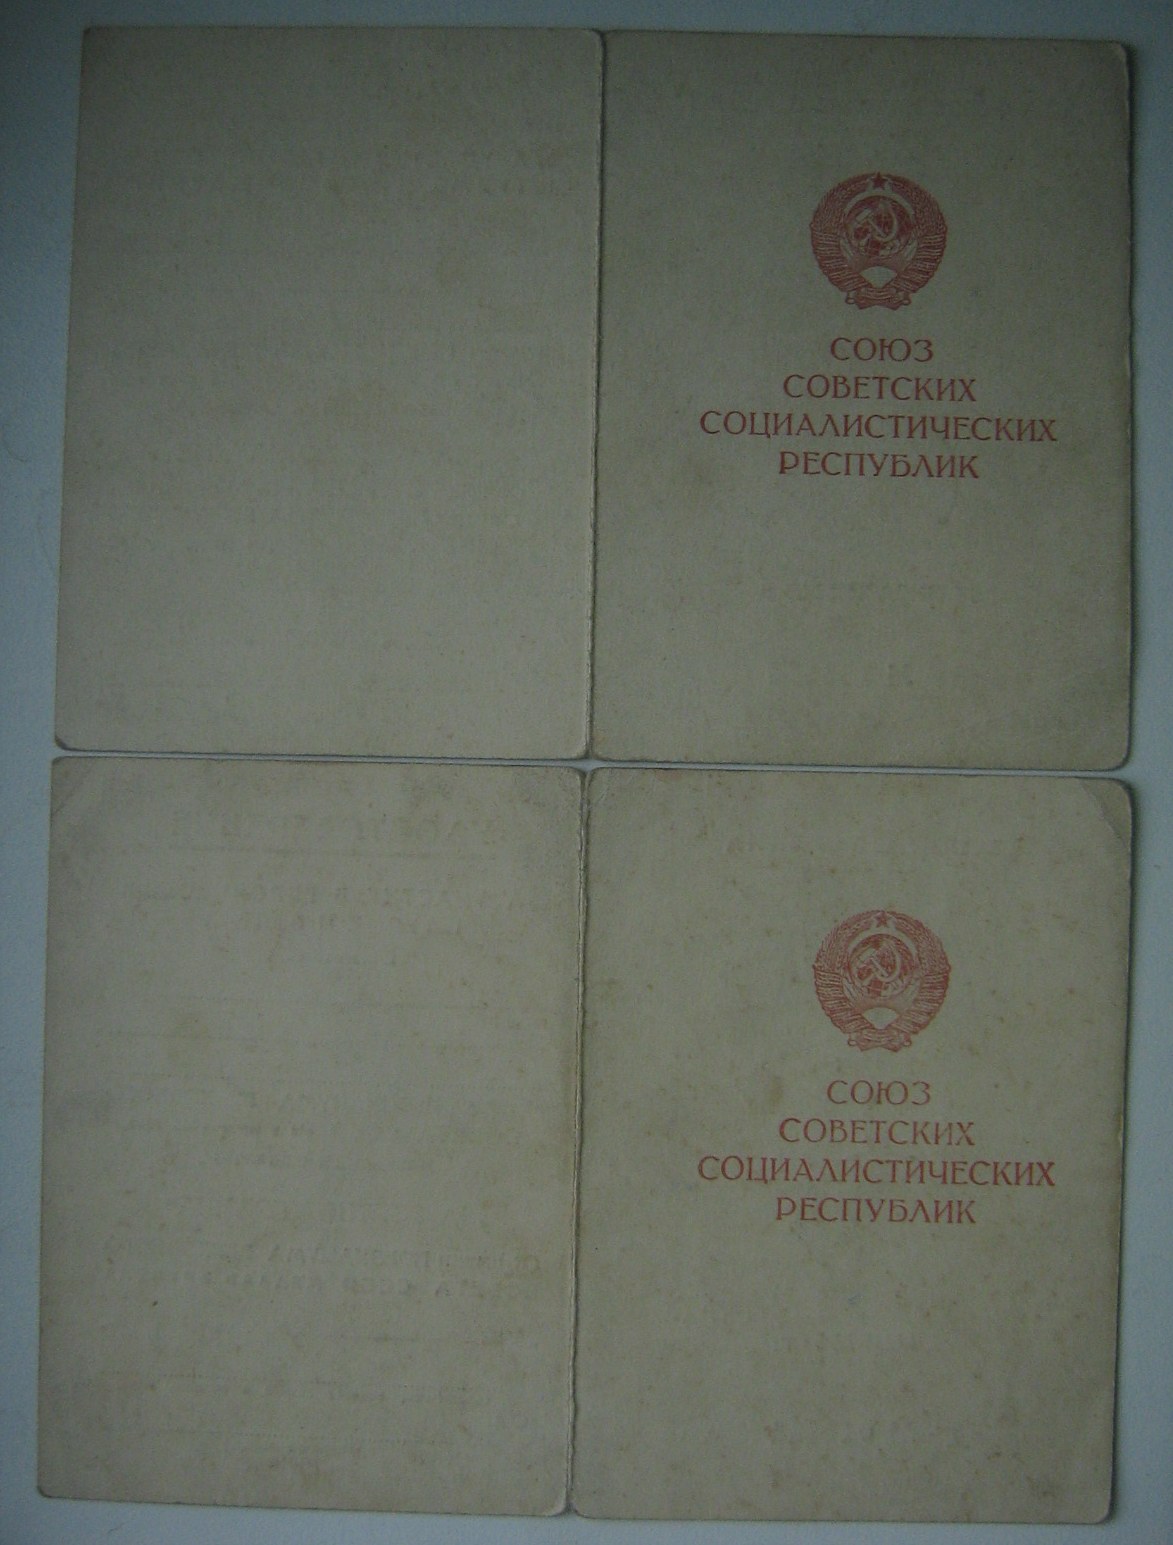 СОЮЗ
СОВЕТСКИХ
СОЦИАЛИСТИЧЕСКИХ
РЕСПУБЛИК
СОЮЗ
СОВЕТСКИХ
СОЦИАЛИСТИЧЕСКИХ
РЕСПУБЛИК